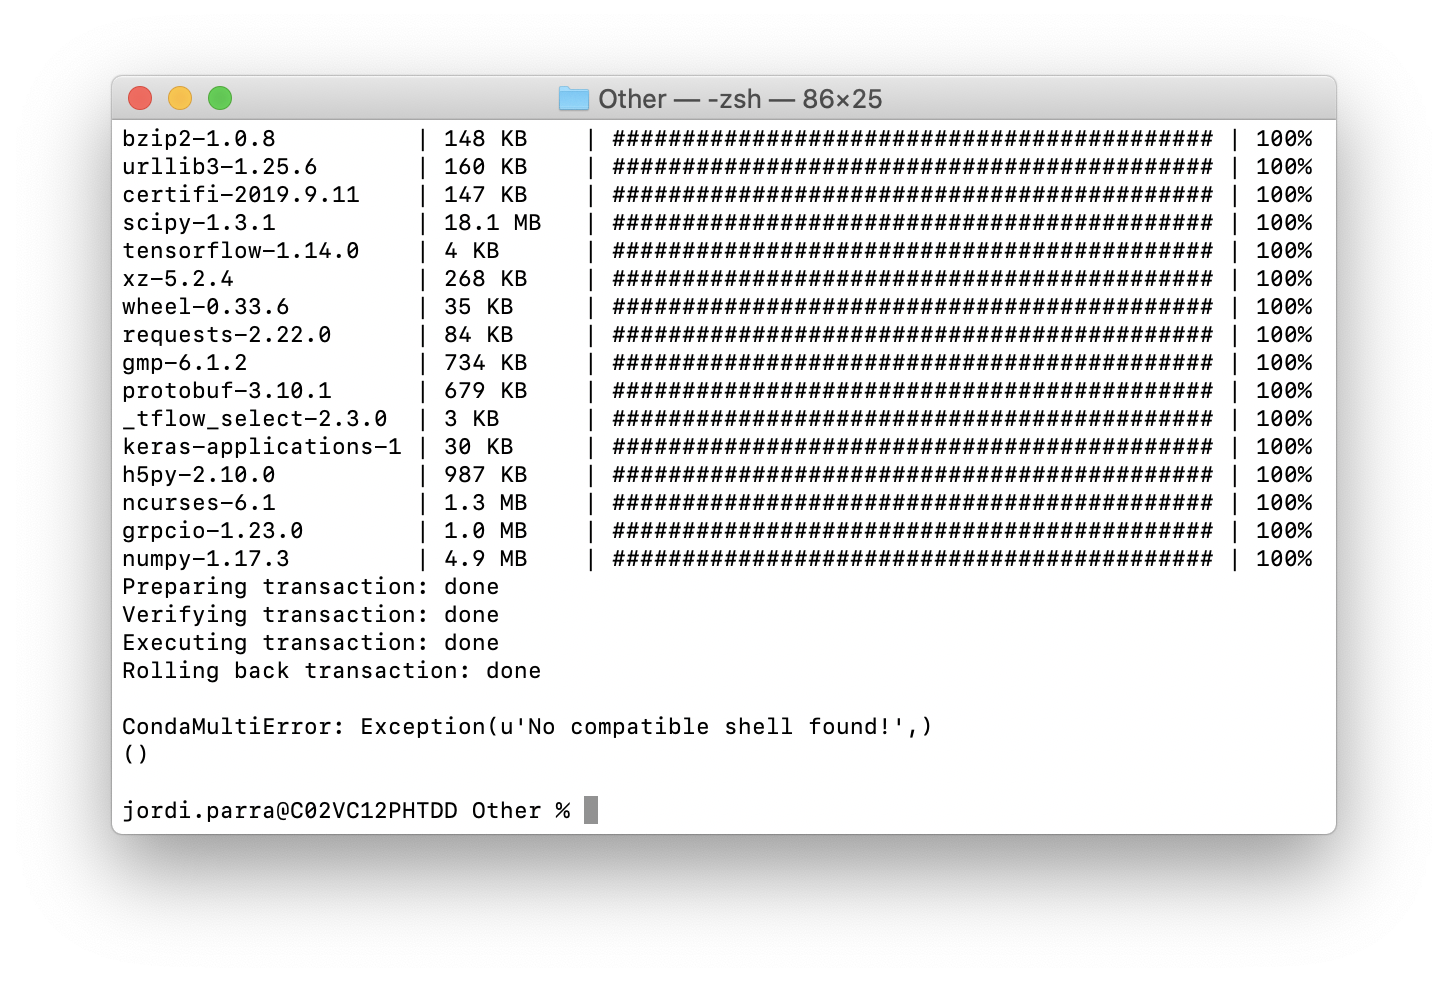 Other — -zsh — 86×25
bzip2-1.0.8          | 148 KB    | ########################################### | 100%
urllib3-1.25.6       | 160 KB    | ########################################### | 100%
certifi-2019.9.11    | 147 KB    | ########################################### | 100%
scipy-1.3.1          | 18.1 MB   | ########################################### | 100%
tensorflow-1.14.0    | 4 KB      | ########################################### | 100%
xz-5.2.4             | 268 KB    | ########################################### | 100%
wheel-0.33.6         | 35 KB     | ########################################### | 100%
requests-2.22.0      | 84 KB     | ########################################### | 100%
gmp-6.1.2            | 734 KB    | ########################################### | 100%
protobuf-3.10.1      | 679 KB    | ########################################### | 100%
_tflow_select-2.3.0  | 3 KB      | ########################################### | 100%
keras-applications-1 | 30 KB     | ########################################### | 100%
h5py-2.10.0          | 987 KB    | ########################################### | 100%
ncurses-6.1          | 1.3 MB    | ########################################### | 100%
grpcio-1.23.0        | 1.0 MB    | ########################################### | 100%
numpy-1.17.3         | 4.9 MB    | ########################################### | 100%
Preparing transaction: done
Verifying transaction: done
Executing transaction: done
Rolling back transaction: done
CondaMultiError: Exception(u'No compatible shell found!',)
()
jordi.parra@C02VC12PHTDD Other %